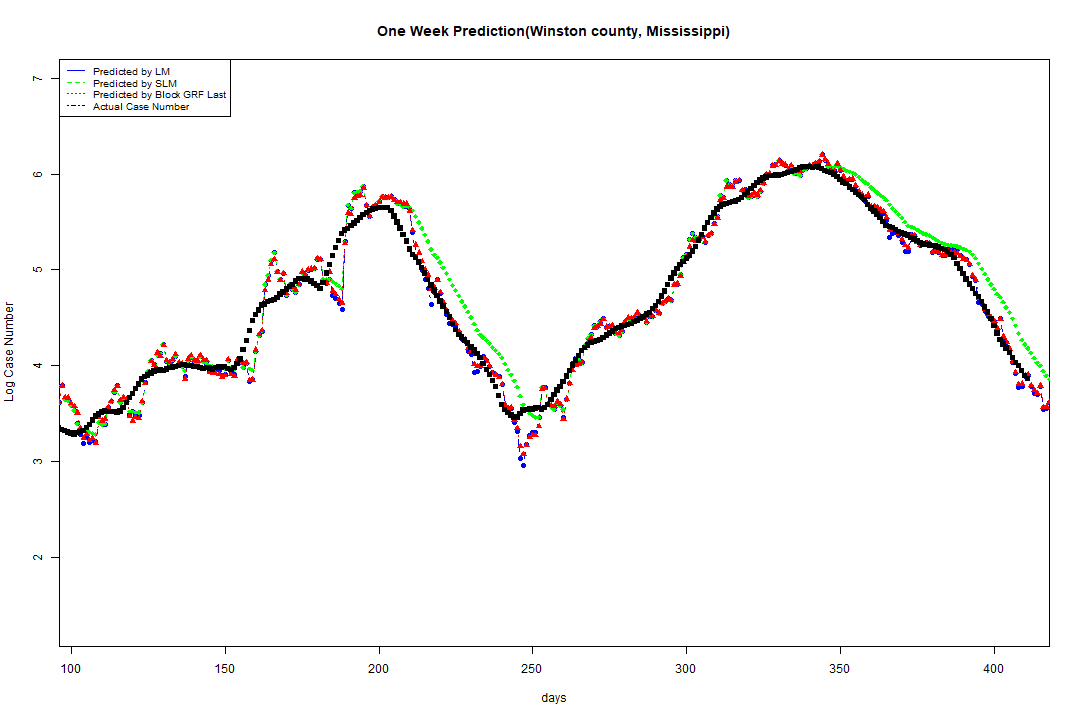 One Week Prediction(Winston county, Mississippi)
Predicted by LM
Predicted by SLM
Predicted by Block GRF Last
Actual Case Number
7
6
5
4
3
2
Log Case Number
100 150 200 250 300 350 400
days